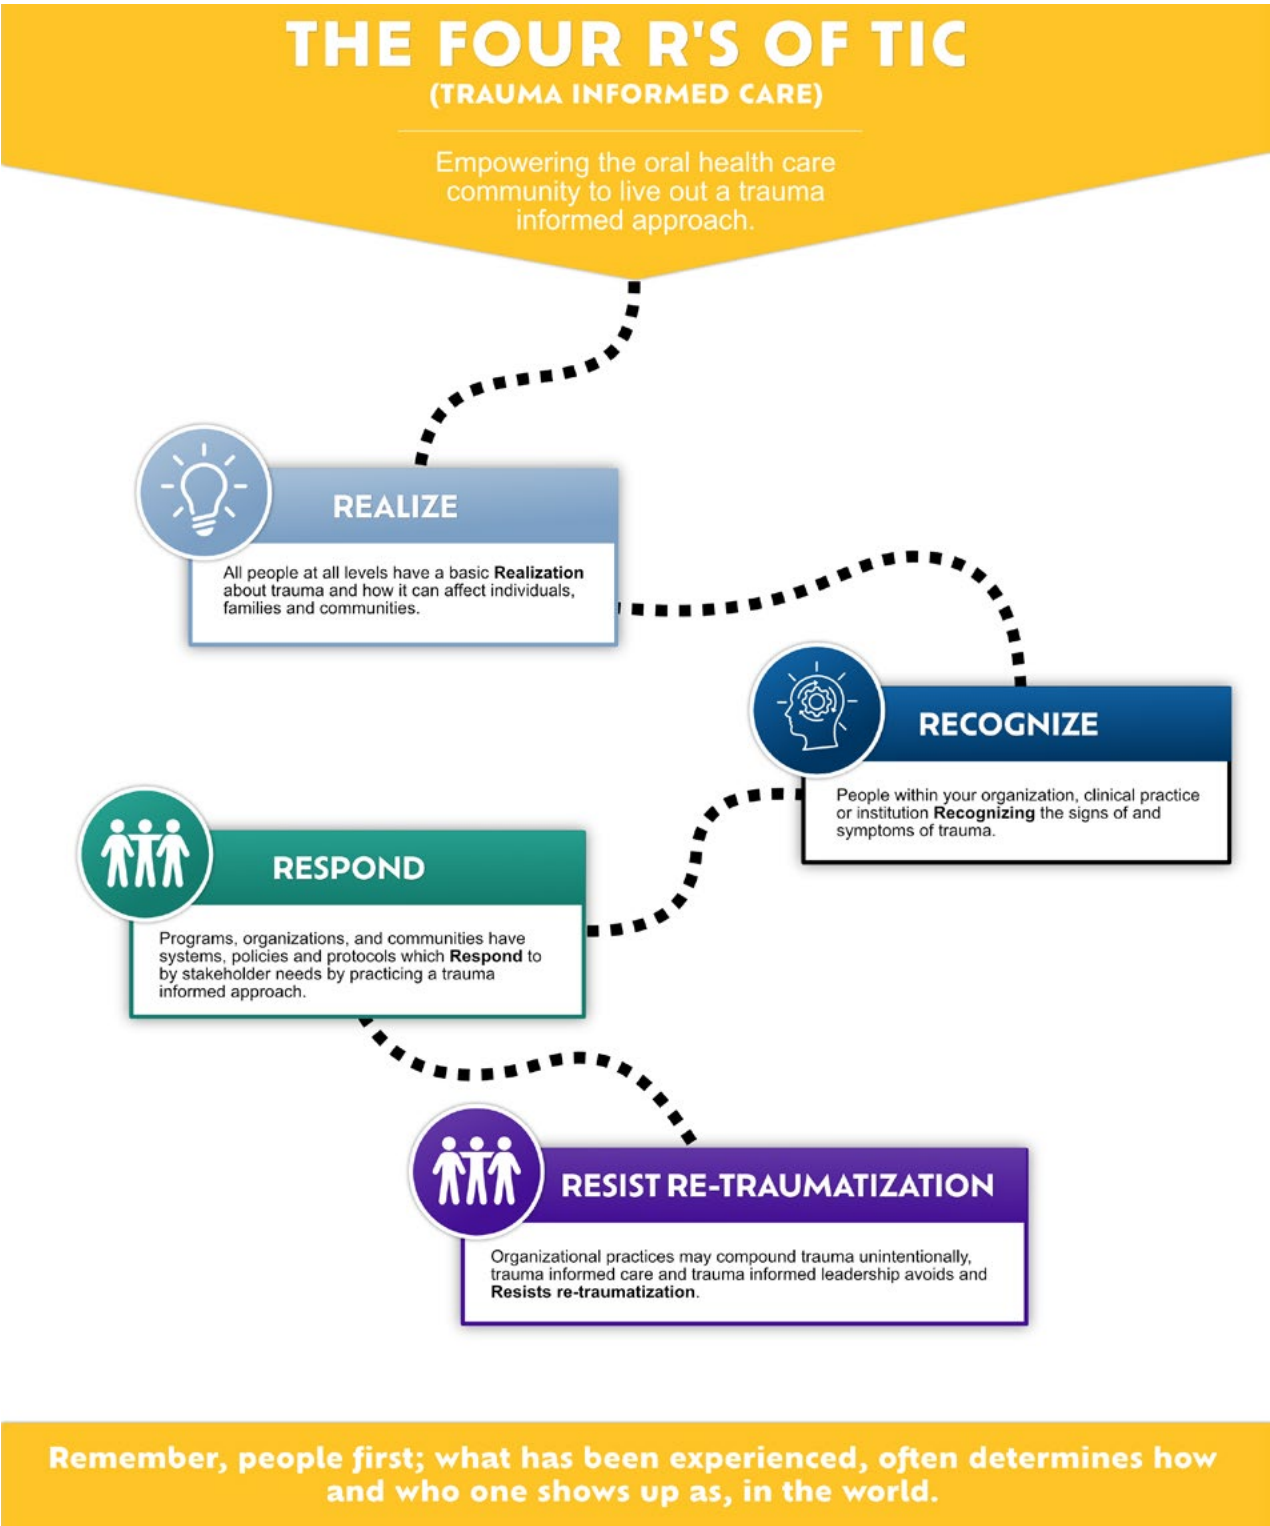 THE FOUR R'S OF TIC
(TRAUMA INFORMED CARE)
Empowering the oral health care
community to live out a trauma
informed approach.
REALIZE
All people at all levels have a basic Realization
about trauma and how it can affect individuals,
families and communities.
RECOGNIZE
People within your organization, clinical practice
or institution Recognizing the signs of and
symptoms of trauma.
RESPOND
Programs, organizations, and communities have
systems, policies and protocols which Respond to
by stakeholder needs by practicing a trauma
informed approach.
RESIST RE-TRAUMATIZATION
Organizational practices may compound trauma unintentionally,
trauma informed care and trauma informed leadership avoids and
Resists re-traumatization.
Remember, people first; what has been experienced, often determines how
and who one shows up as, in the world.